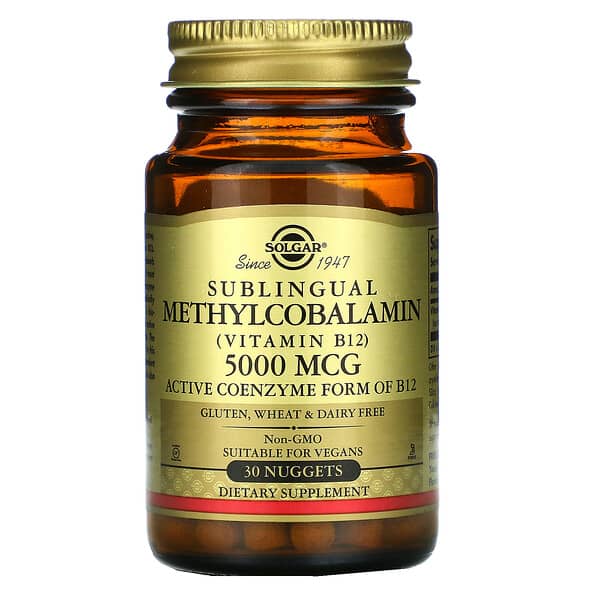 SOLGAR®
Since 1947
SUBLINGUAL
METHYLCOBALAMIN
(VITAMIN B12)
5000 MCG
ACTIVE COENZYME FORM OF B12
GLUTEN, WHEAT & DAIRY FREE
Non-GMO
SUITABLE FOR VEGANS
30 NUGGETS
DIETARY SUPPLEMENT